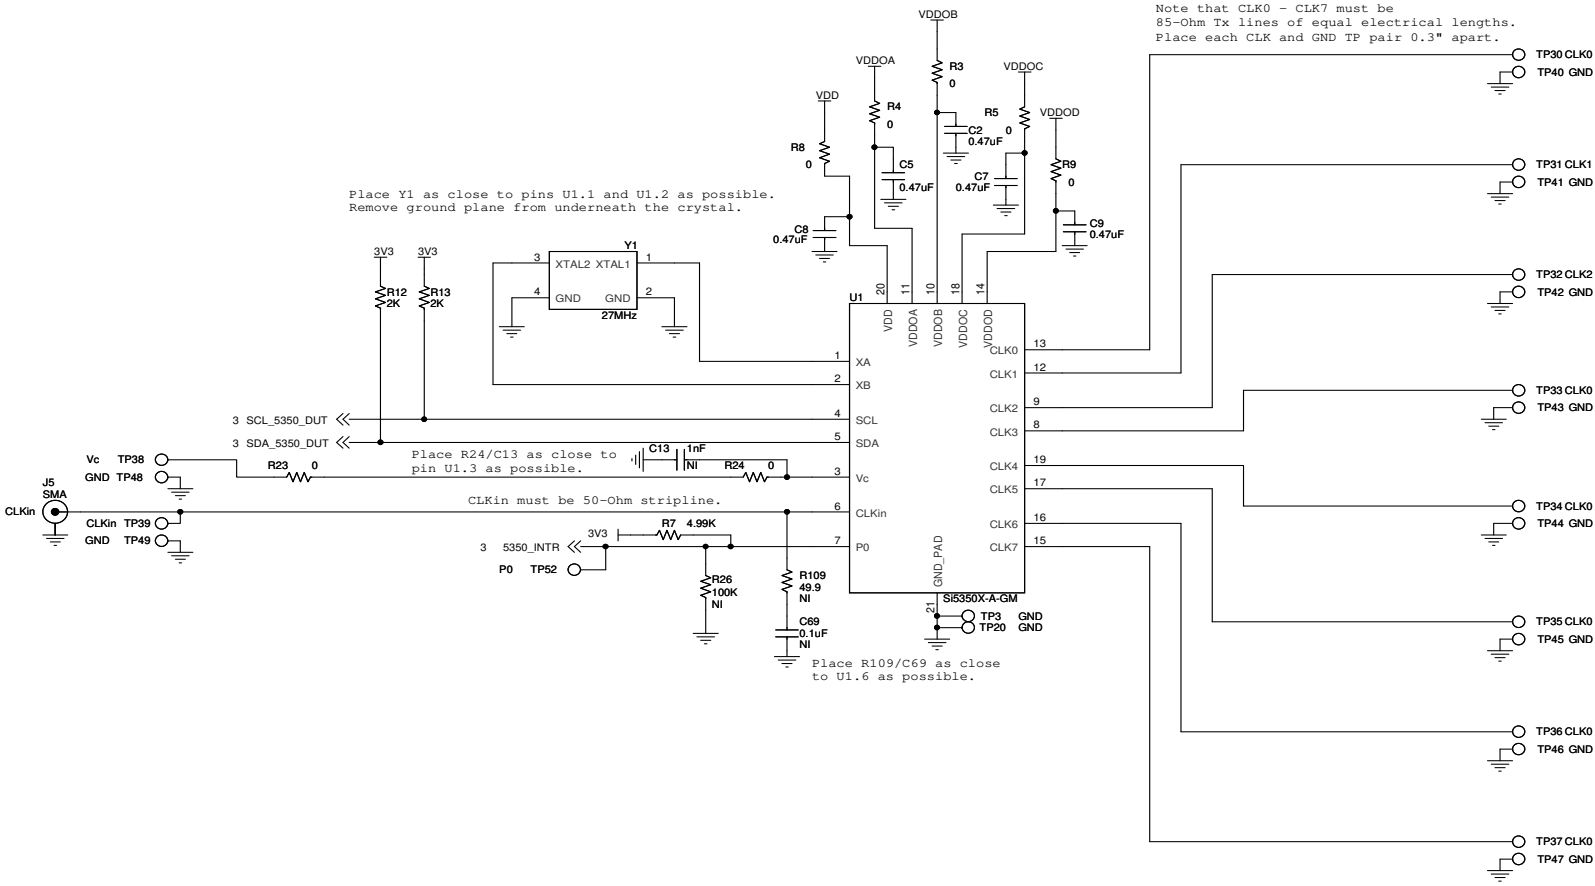 Note that CLK0 - CLK7 must be
85-Ohm Tx lines of equal electrical lengths.
Place each CLK and GND TP pair 0.3" apart.
VDDOB
VDDOA
VDDOC
VDD
VDDOD
R3
0
R4
0
R5
0
R8
0
R9
0
C2
0.47uF
C5
0.47uF
C7
0.47uF
C8
0.47uF
C9
0.47uF
Place Y1 as close to pins U1.1 and U1.2 as possible.
Remove ground plane from underneath the crystal.
3V3
3V3
R12
2K
R13
2K
Y1
3 XTAL2 XTAL1 1
4 GND GND 2
27MHz
U1
20 11 10 18 14
VDD VDDOA VDDOB VDDOC VDDOD
1 XA
2 XB
4 SCL
5 SDA
3 Vc
6 CLKin
7 P0
CLK0 13
CLK1 12
CLK2 9
CLK3 8
CLK4 19
CLK5 17
CLK6 16
CLK7 15
GND_PAD
21
Si5350X-A-GM
TP3 GND
TP20 GND
3 SCL_5350_DUT
3 SDA_5350_DUT
Place R24/C13 as close to
pin U1.3 as possible.
C13 1nF
NI
Vc TP38
GND TP48
R23 0
R24 0
J5
SMA
CLKin
CLKin TP39
GND TP49
CLKin must be 50-Ohm stripline.
3V3
R7 4.99K
3 5350_INTR
P0 TP52
R26
100K
NI
R109
49.9
NI
C69
0.1uF
NI
Place R109/C69 as close
to U1.6 as possible.
TP30 CLK0
TP40 GND
TP31 CLK1
TP41 GND
TP32 CLK2
TP42 GND
TP33 CLK0
TP43 GND
TP34 CLK0
TP44 GND
TP35 CLK0
TP45 GND
TP36 CLK0
TP46 GND
TP37 CLK0
TP47 GND